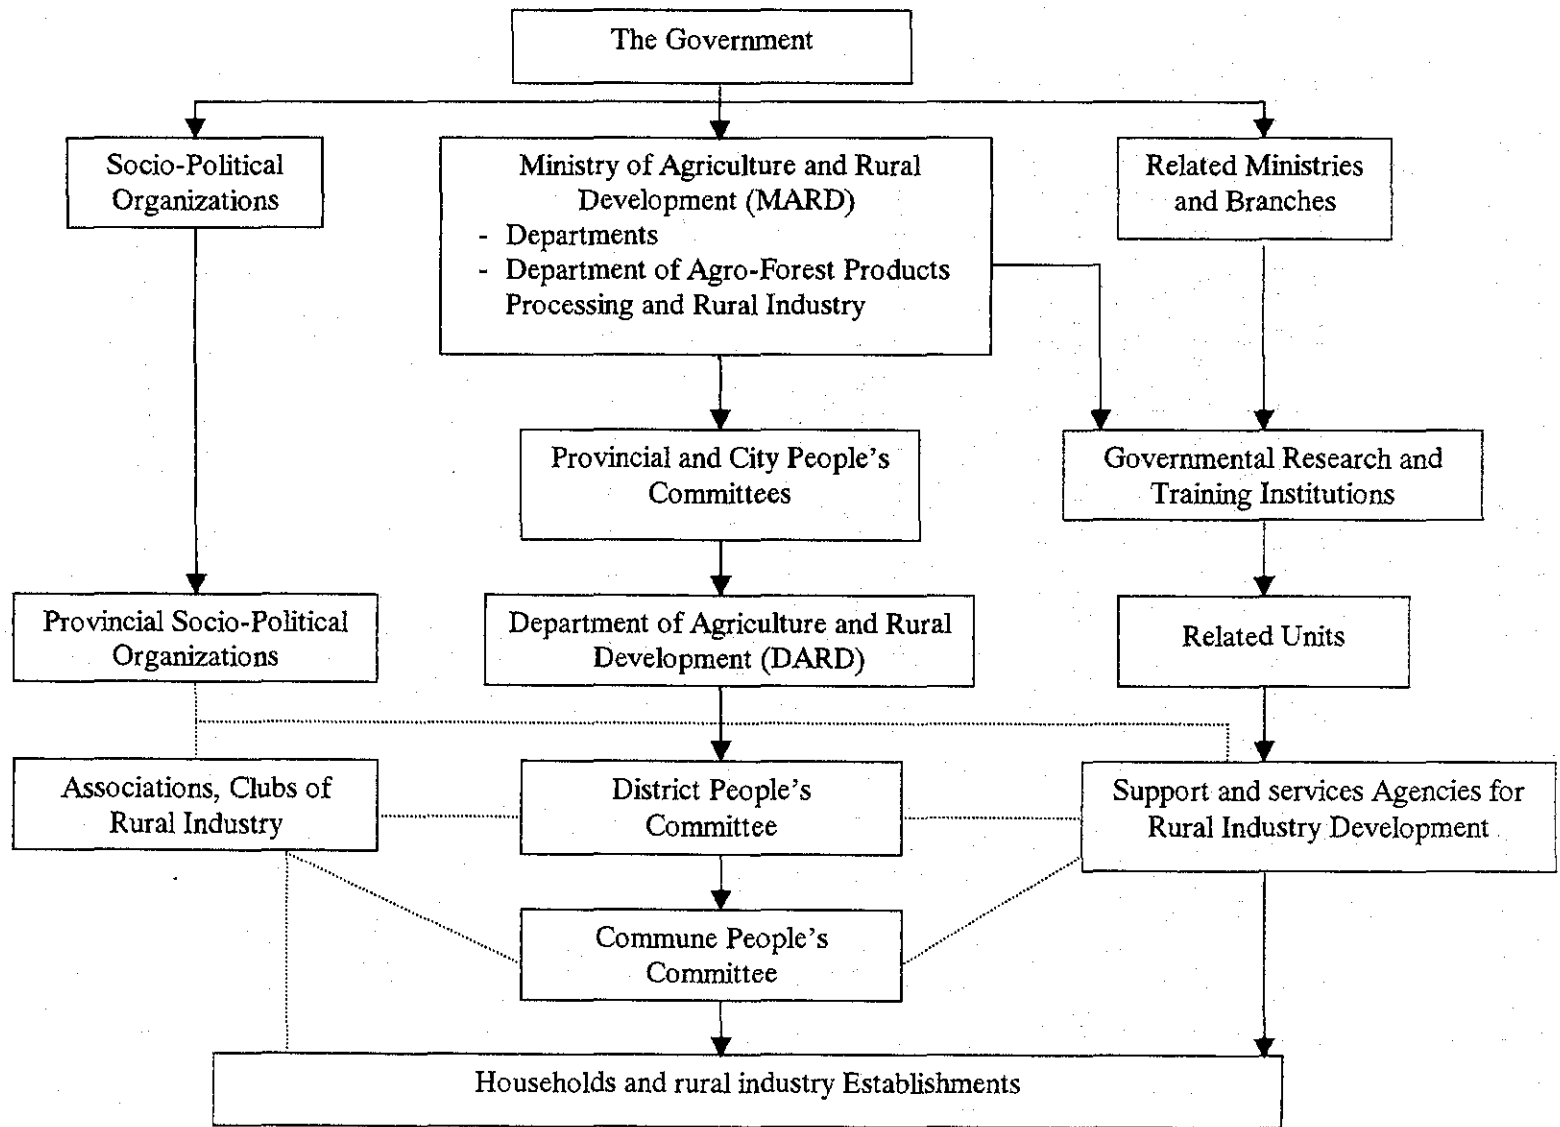 The Government
Socio-Political
Organizations
Ministry of Agriculture and Rural
Development (MARD)
- Departments
- Department of Agro-Forest Products
Processing and Rural Industry
Related Ministries
and Branches
Provincial and City People's
Committees
Governmental Research and
Training Institutions
Provincial Socio-Political
Organizations
Department of Agriculture and Rural
Development (DARD)
Related Units
Associations, Clubs of
Rural Industry
District People's
Committee
Support and services Agencies for
Rural Industry Development
Commune People's
Committee
Households and rural industry Establishments